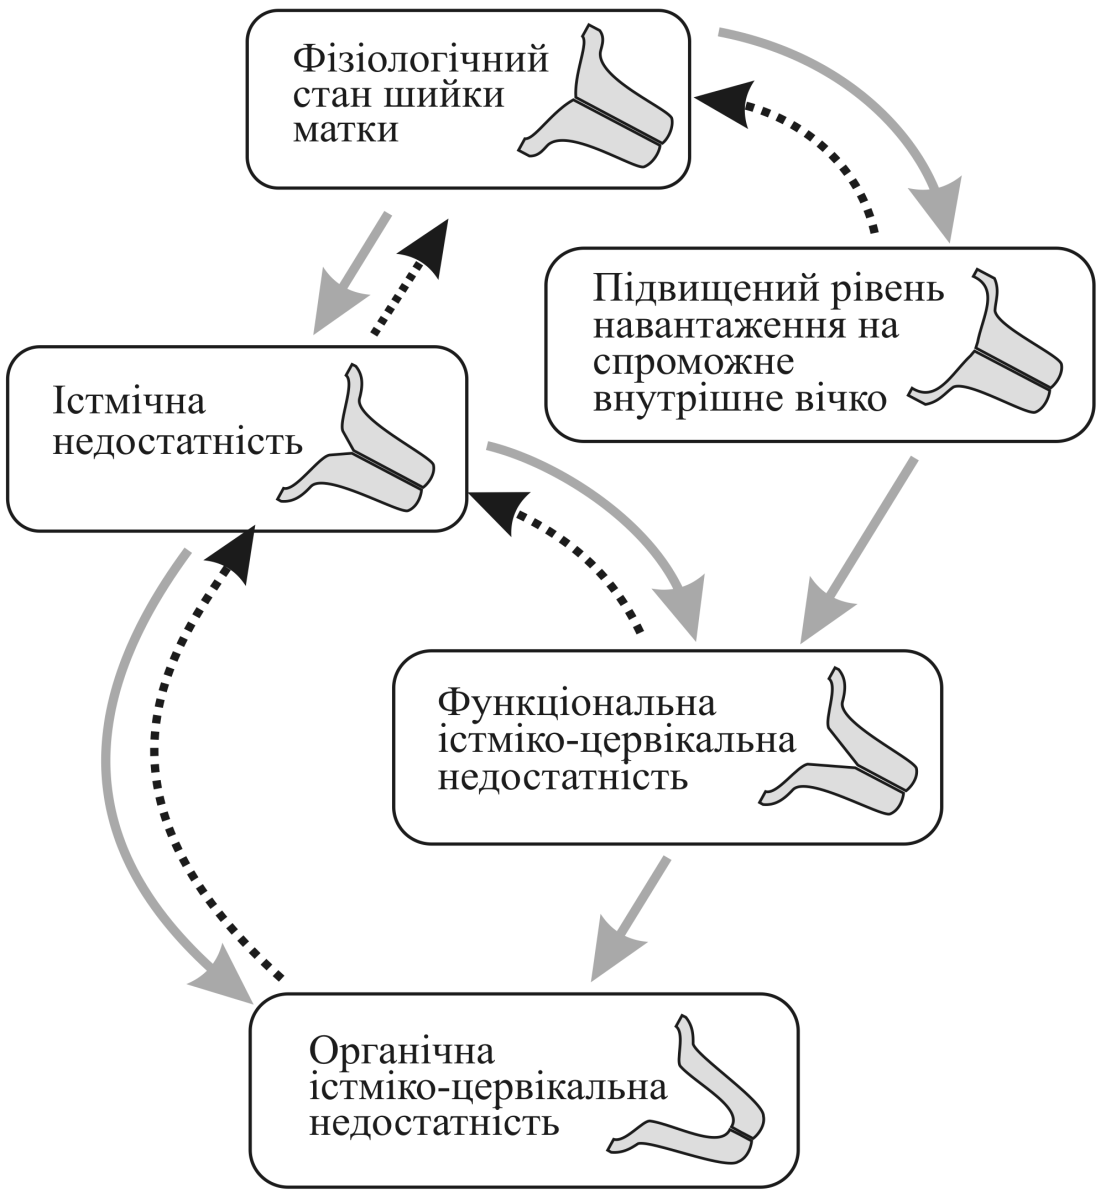 Фізіологічний
стан шийки
матки
Підвищений рівень
навантаження на
спроможне
внутрішнє вічко
Істмічна
недостатність
Функціональна
істміко-цервікальна
недостатність
Органічна
істміко-цервікальна
недостатність